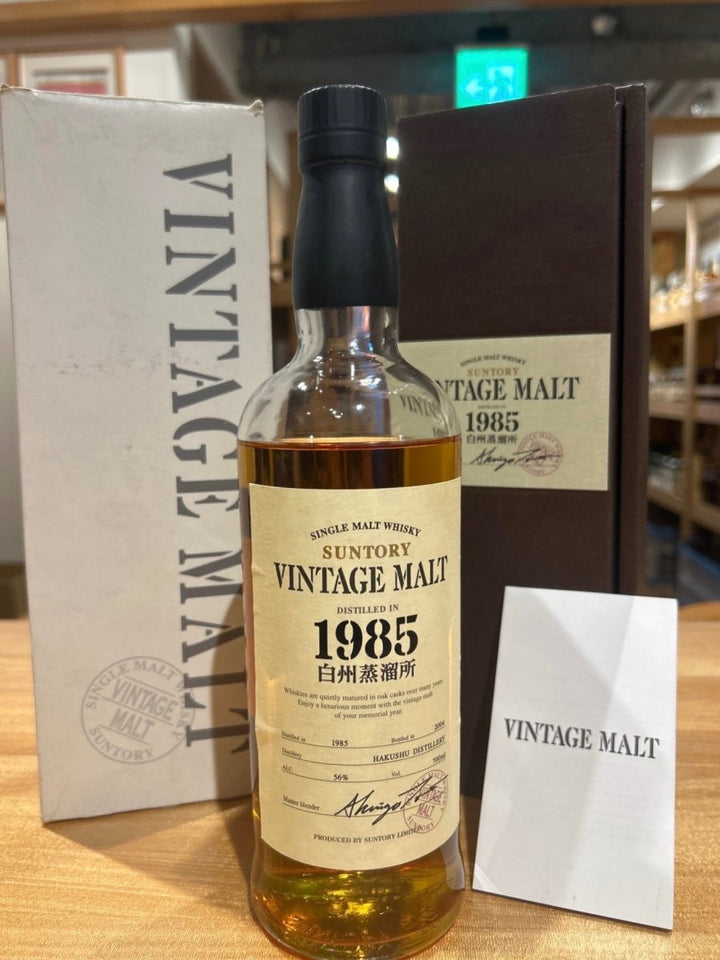 VINTAGE MALT
SINGLE MALT WHISKY
VINTAGE
MALT
SUNTORY
SINGLE MALT WHISKY
SUNTORY
VINTAGE MALT
DISTILLED IN
1985
白州蒸溜所
Whiskies are quietly matured in oak casks over many years.
Enjoy a luxurious moment with the vintage malt
of your memorial year.
Distilled in 1985 Bottled in 2004
Distillery HAKUSHU DISTILLERY
ALC. 56% Vol. 700ml
Master blender
VINTAGE
MALT
SUNTORY
PRODUCED BY SUNTORY LIMITED
SINGLE MALT WHISKY
SUNTORY
NTAGE MALT
DISTILLED IN
1985
白州蒸溜所
VINTAGE MALT